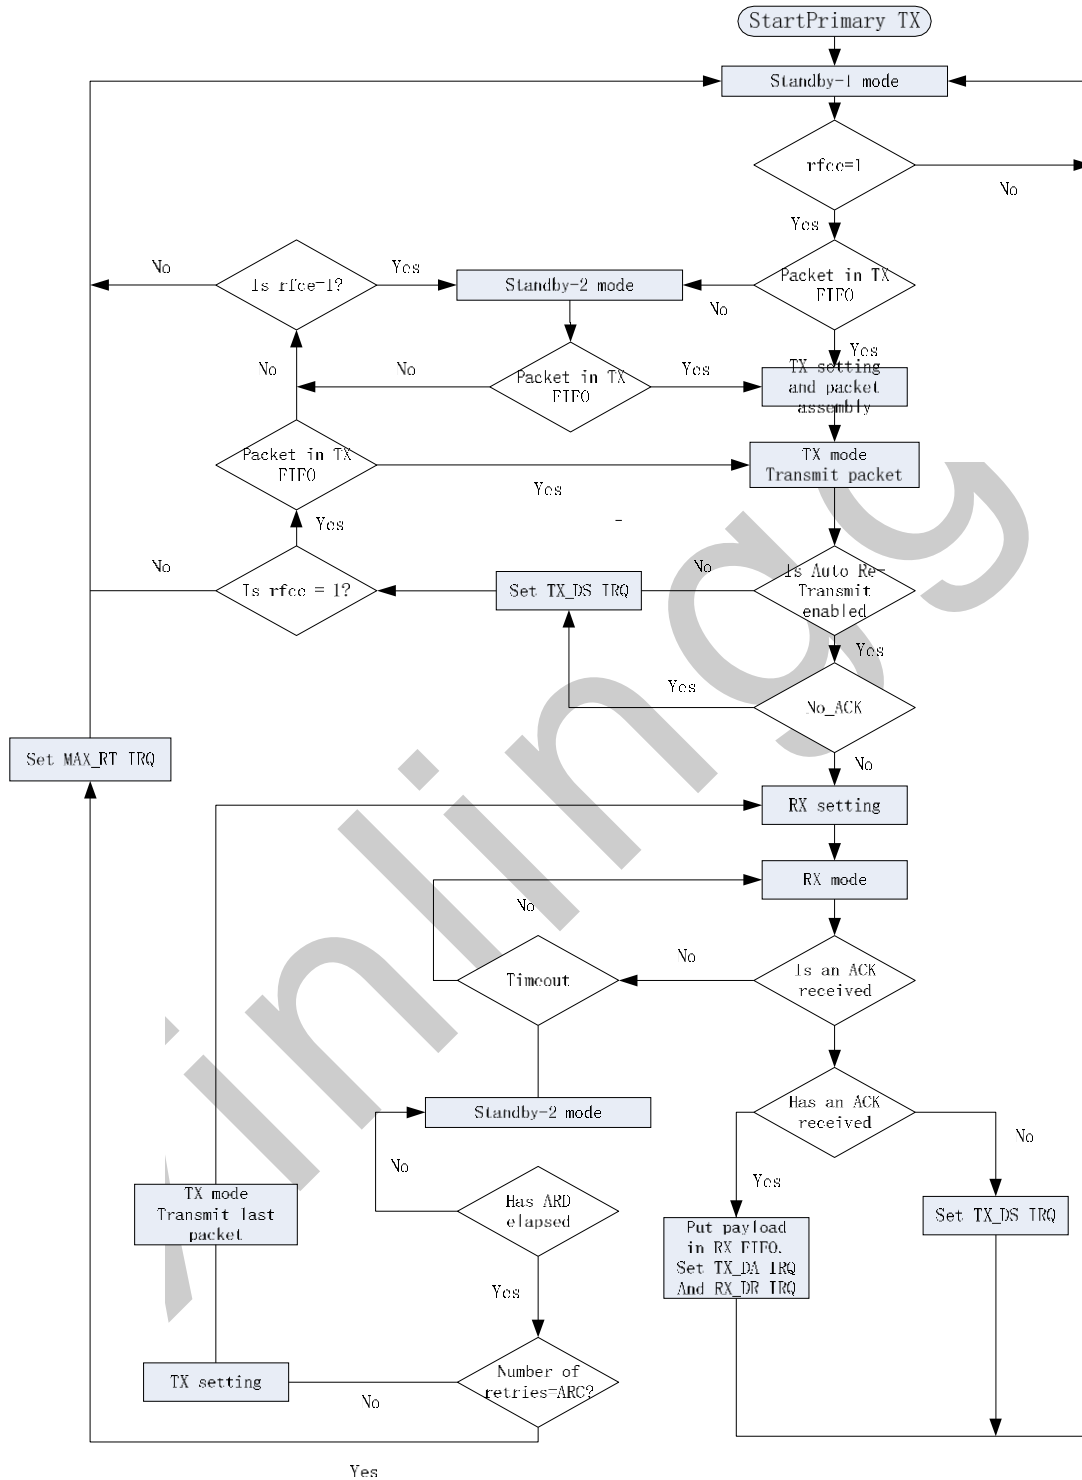 StartPrimary TX
Standby-1 mode
rfce=1
No
Yes
No
Is rfce=1?
Yes
Standby-2 mode
No
Packet in TX
FIFO
Yes
No
No
Packet in TX
FIFO
Yes
TX setting
and packet
assembly
Packet in TX
FIFO
Yes
TX mode
Transmit packet
Yes
-
No
Is rfce = 1?
Set TX_DS IRQ
No
Is Auto Re-
Transmit
enabled
Yes
Yes
No_ACK
No
Set MAX_RT IRQ
RX setting
RX mode
No
Timeout
No
Is an ACK
received
Standby-2 mode
Has an ACK
received
No
No
Yes
Has ARD
elapsed
TX mode
Transmit last
packet
Put payload
in RX FIFO.
Set TX_DA IRQ
And RX_DR IRQ
Set TX_DS IRQ
Yes
Number of
retries=ARC?
TX setting
No
Yes
xinlingg